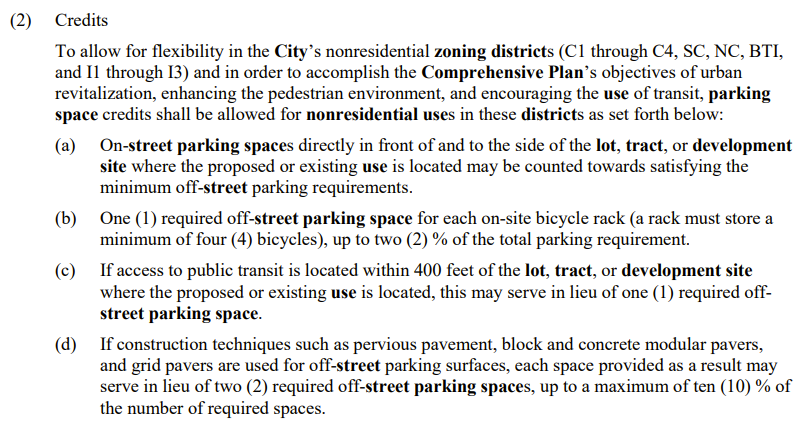 (2) Credits
To allow for flexibility in the City's nonresidential zoning districts (C1 through C4, SC, NC, BTI,
and I1 through I3) and in order to accomplish the Comprehensive Plan's objectives of urban
revitalization, enhancing the pedestrian environment, and encouraging the use of transit, parking
space credits shall be allowed for nonresidential uses in these districts as set forth below:
(a) On-street parking spaces directly in front of and to the side of the lot, tract, or development
site where the proposed or existing use is located may be counted towards satisfying the
minimum off-street parking requirements.
(b) One (1) required off-street parking space for each on-site bicycle rack (a rack must store a
minimum of four (4) bicycles), up to two (2) % of the total parking requirement.
(c) If access to public transit is located within 400 feet of the lot, tract, or development site
where the proposed or existing use is located, this may serve in lieu of one (1) required off-
street parking space.
(d) If construction techniques such as pervious pavement, block and concrete modular pavers,
and grid pavers are used for off-street parking surfaces, each space provided as a result may
serve in lieu of two (2) required off-street parking spaces, up to a maximum of ten (10) % of
the number of required spaces.